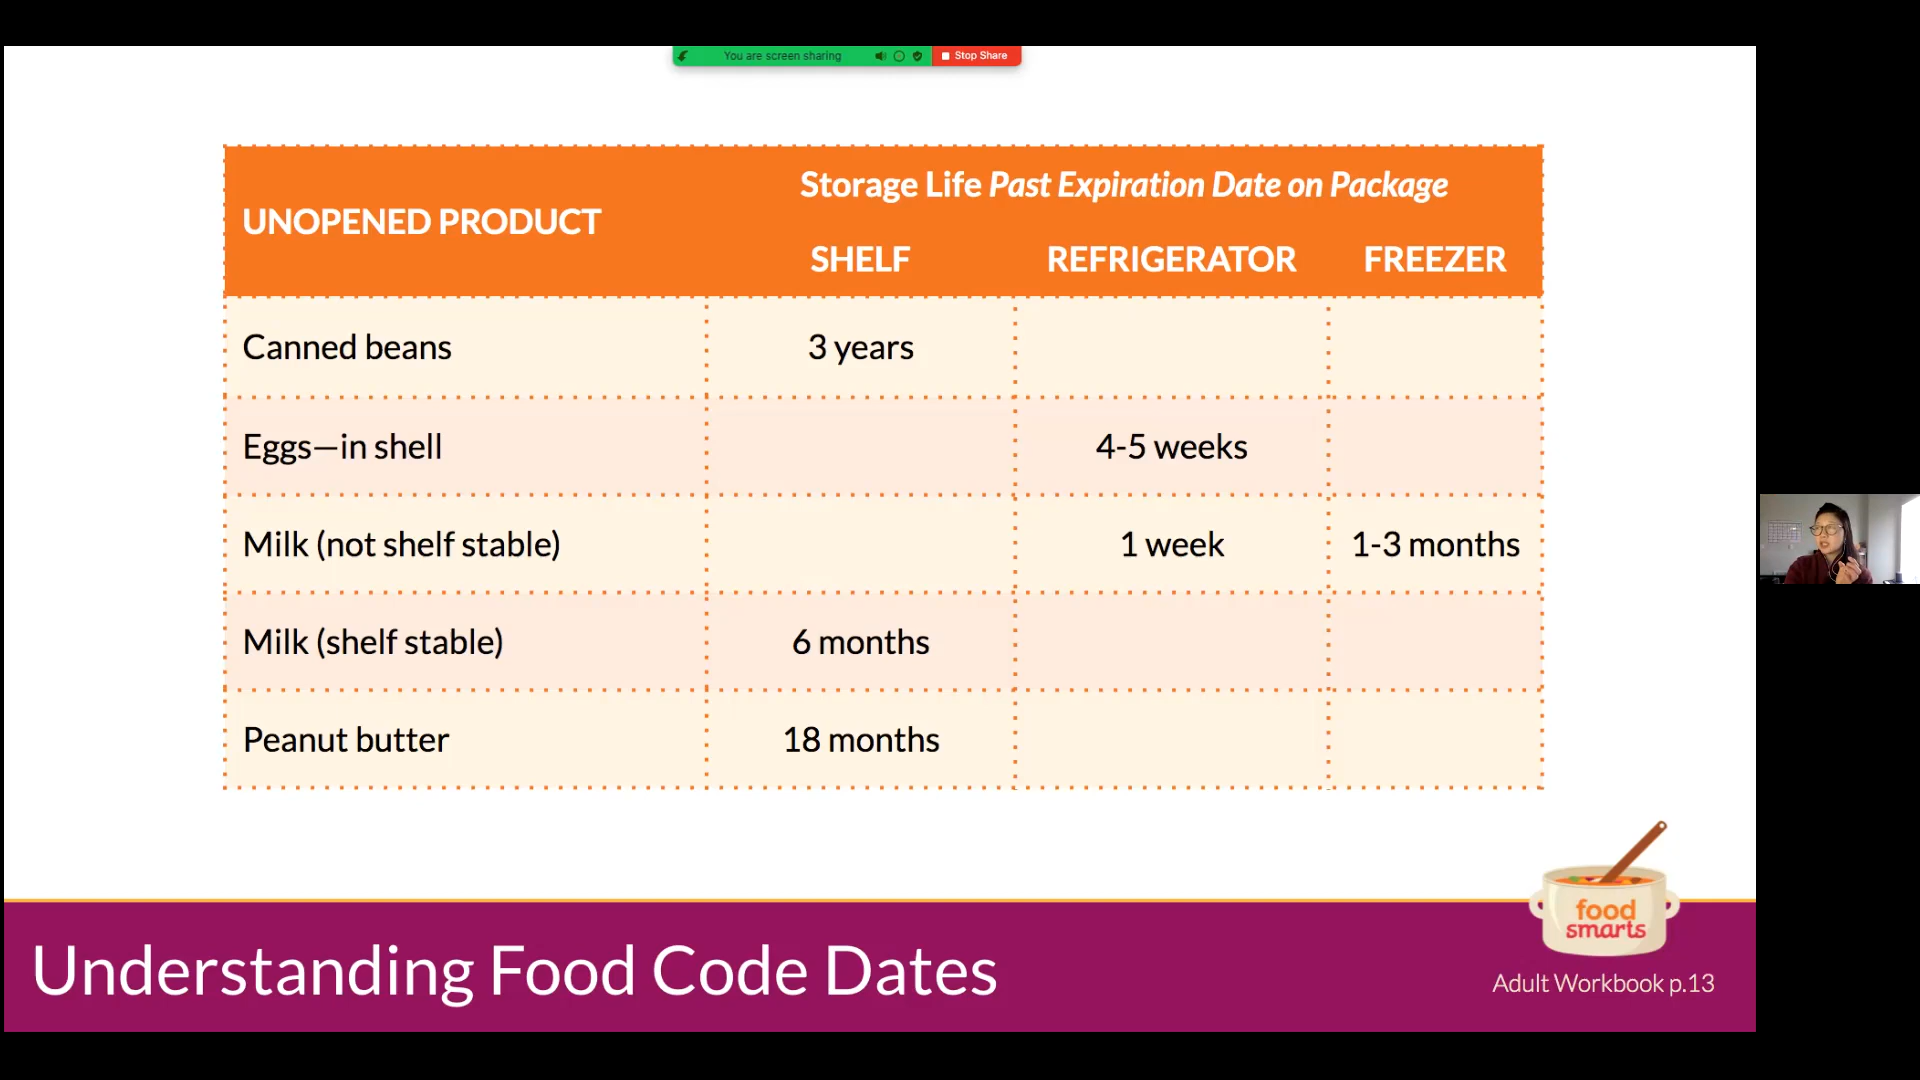 You are screen sharing
Stop Share
Storage Life Past Expiration Date on Package
UNOPENED PRODUCT
SHELF REFRIGERATOR FREEZER
Canned beans 3 years
Eggs—in shell 4-5 weeks
Milk (not shelf stable) 1 week 1-3 months
Milk (shelf stable) 6 months
Peanut butter 18 months
food
smarts
Understanding Food Code Dates
Adult Workbook p.13